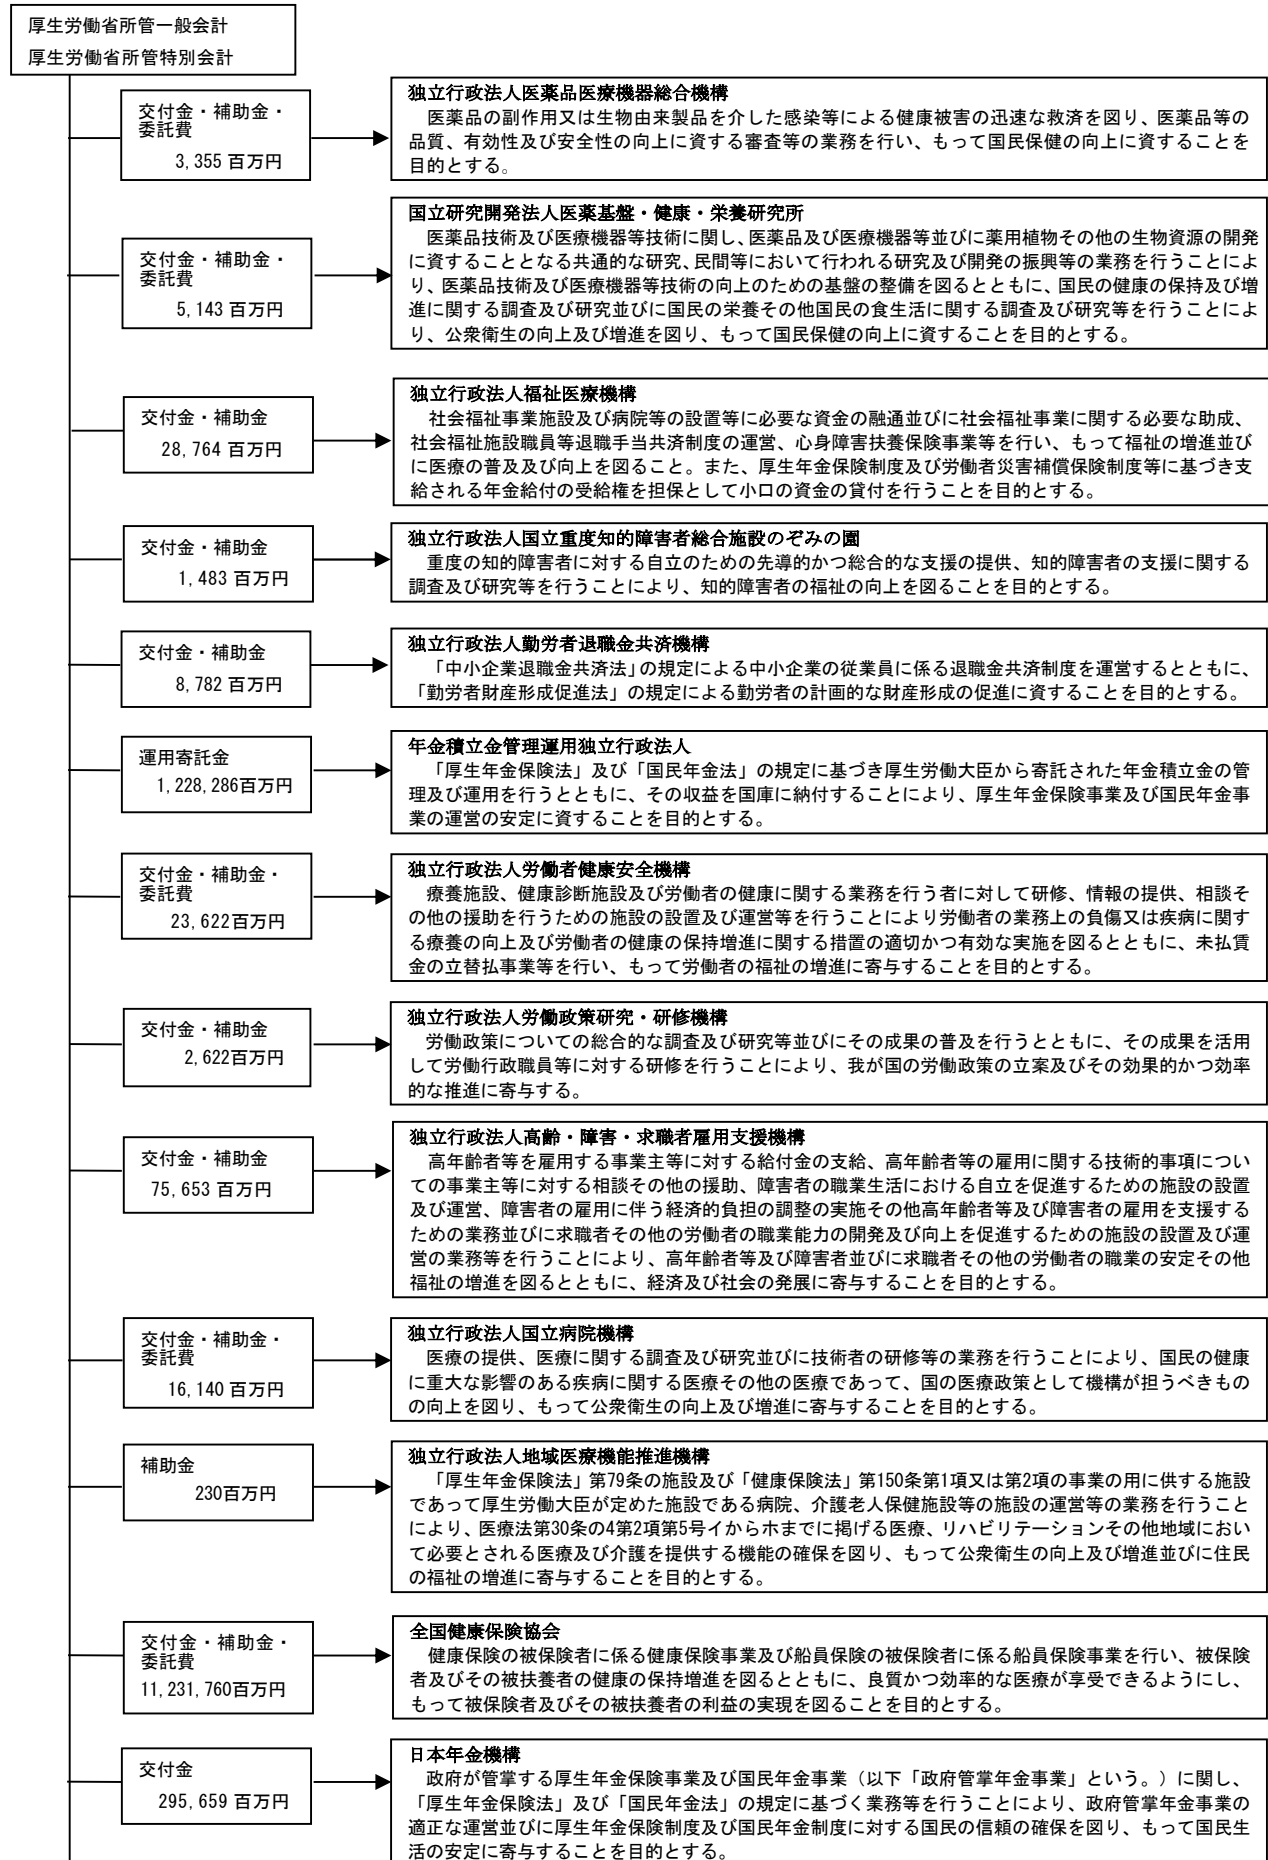 厚生労働省所管一般会計
厚生労働省所管特別会計
交付金・補助金・
委託費
3,355 百万円
独立行政法人医薬品医療機器総合機構
医薬品の副作用又は生物由来製品を介した感染等による健康被害の迅速な救済を図り、医薬品等の
品質、有効性及び安全性の向上に資する審査等の業務を行い、もって国民保健の向上に資することを
目的とする。
交付金・補助金・
委託費
5,143 百万円
国立研究開発法人医薬基盤・健康・栄養研究所
医薬品技術及び医療機器等技術に関し、医薬品及び医療機器等並びに薬用植物その他の生物資源の開発
に資することとなる共通的な研究、民間等において行われる研究及び開発の振興等の業務を行うことによ
り、医薬品技術及び医療機器等技術の向上のための基盤の整備を図るとともに、国民の健康の保持及び増
進に関する調査及び研究並びに国民の栄養その他国民の食生活に関する調査及び研究等を行うことによ
り、公衆衛生の向上及び増進を図り、もって国民保健の向上に資することを目的とする。
交付金・補助金
28,764 百万円
独立行政法人福祉医療機構
社会福祉事業施設及び病院等の設置等に必要な資金の融通並びに社会福祉事業に関する必要な助成、
社会福祉施設職員等退職手当共済制度の運営、心身障害扶養保険事業等を行い、もって福祉の増進並び
に医療の普及及び向上を図ること。また、厚生年金保険制度及び労働者災害補償保険制度等に基づき支
給される年金給付の受給権を担保として小口の資金の貸付を行うことを目的とする。
交付金・補助金
1,483 百万円
独立行政法人国立重度知的障害者総合施設のぞみの園
重度の知的障害者に対する自立のための先導的かつ総合的な支援の提供、知的障害者の支援に関する
調査及び研究等を行うことにより、知的障害者の福祉の向上を図ることを目的とする。
交付金・補助金
8,782 百万円
独立行政法人勤労者退職金共済機構
「中小企業退職金共済法」の規定による中小企業の従業員に係る退職金共済制度を運営するとともに、
「勤労者財産形成促進法」の規定による勤労者の計画的な財産形成の促進に資することを目的とする。
運用寄託金
1,228,286百万円
年金積立金管理運用独立行政法人
「厚生年金保険法」及び「国民年金法」の規定に基づき厚生労働大臣から寄託された年金積立金の管
理及び運用を行うとともに、その収益を国庫に納付することにより、厚生年金保険事業及び国民年金事
業の運営の安定に資することを目的とする。
交付金・補助金・
委託費
23,622百万円
独立行政法人労働者健康安全機構
療養施設、健康診断施設及び労働者の健康に関する業務を行う者に対して研修、情報の提供、相談そ
の他の援助を行うための施設の設置及び運営等を行うことにより労働者の業務上の負傷又は疾病に関す
る療養の向上及び労働者の健康の保持増進に関する措置の適切かつ有効な実施を図るとともに、未払賃
金の立替払事業等を行い、もって労働者の福祉の増進に寄与することを目的とする。
交付金・補助金
2,622百万円
独立行政法人労働政策研究・研修機構
労働政策についての総合的な調査及び研究等並びにその成果の普及を行うとともに、その成果を活用
して労働行政職員等に対する研修を行うことにより、我が国の労働政策の立案及びその効果的かつ効率
的な推進に寄与する。
交付金・補助金
75,653 百万円
独立行政法人高齢・障害・求職者雇用支援機構
高年齢者等を雇用する事業主等に対する給付金の支給、高年齢者等の雇用に関する技術的事項につい
ての事業主等に対する相談その他の援助、障害者の職業生活における自立を促進するための施設の設置
及び運営、障害者の雇用に伴う経済的負担の調整の実施その他高年齢者等及び障害者の雇用を支援する
ための業務並びに求職者その他の労働者の職業能力の開発及び向上を促進するための施設の設置及び運
営の業務等を行うことにより、高年齢者等及び障害者並びに求職者その他の労働者の職業の安定その他
福祉の増進を図るとともに、経済及び社会の発展に寄与することを目的とする。
交付金・補助金・
委託費
16,140 百万円
独立行政法人国立病院機構
医療の提供、医療に関する調査及び研究並びに技術者の研修等の業務を行うことにより、国民の健康
に重大な影響のある疾病に関する医療その他の医療であって、国の医療政策として機構が担うべきもの
の向上を図り、もって公衆衛生の向上及び増進に寄与することを目的とする。
補助金
230百万円
独立行政法人地域医療機能推進機構
「厚生年金保険法」第79条の施設及び「健康保険法」第150条第1項又は第2項の事業の用に供する施設
であって厚生労働大臣が定めた施設である病院、介護老人保健施設等の施設の運営等の業務を行うこと
により、医療法第30条の4第2項第5号イからホまでに掲げる医療、リハビリテーションその他地域におい
て必要とされる医療及び介護を提供する機能の確保を図り、もって公衆衛生の向上及び増進並びに住民
の福祉の増進に寄与することを目的とする。
交付金・補助金・
委託費
11,231,760百万円
全国健康保険協会
健康保険の被保険者に係る健康保険事業及び船員保険の被保険者に係る船員保険事業を行い、被保険
者及びその被扶養者の健康の保持増進を図るとともに、良質かつ効率的な医療が享受できるようにし、
もって被保険者及びその被扶養者の利益の実現を図ることを目的とする。
交付金
295,659 百万円
日本年金機構
政府が管掌する厚生年金保険事業及び国民年金事業（以下「政府管掌年金事業」という。）に関し、
「厚生年金保険法」及び「国民年金法」の規定に基づく業務等を行うことにより、政府管掌年金事業の
適正な運営並びに厚生年金保険制度及び国民年金制度に対する国民の信頼の確保を図り、もって国民生
活の安定に寄与することを目的とする。